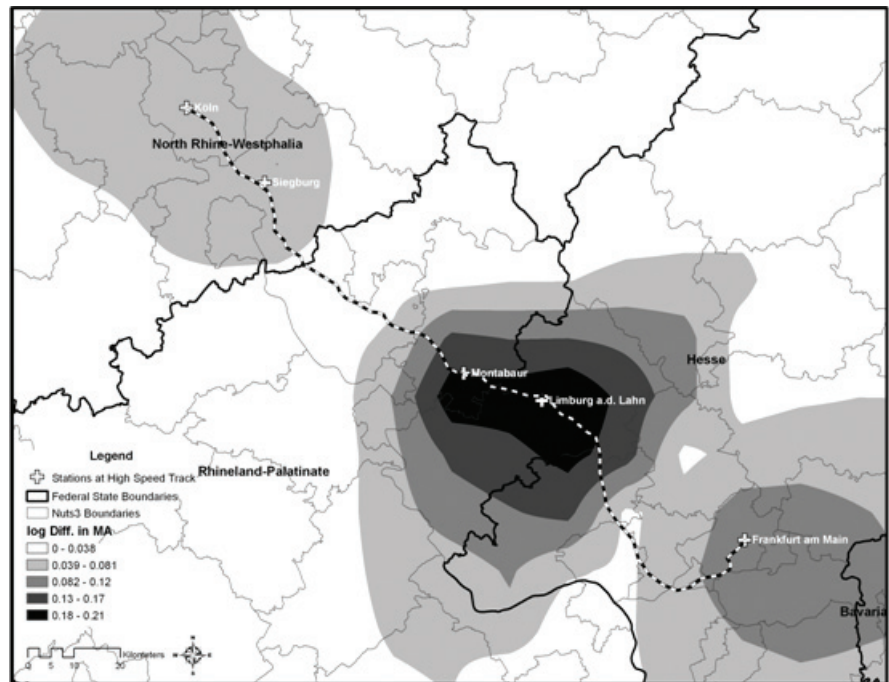 Köln
North Rhine-Westphalia
Siegburg
Hesse
Montabaur
Limburg a.d. Lahn
Legend
Stations at High Speed Track
Rhineland-Palatinate
Federal State Boundaries
Nuts3 Boundaries
log Diff. in MA
0 - 0.038
0.039 - 0.081
0.082 - 0.12
0.13 - 0.17
0.18 - 0.21
Frankfurt am Main
Bavaria
Kilometers
0 5 10 20